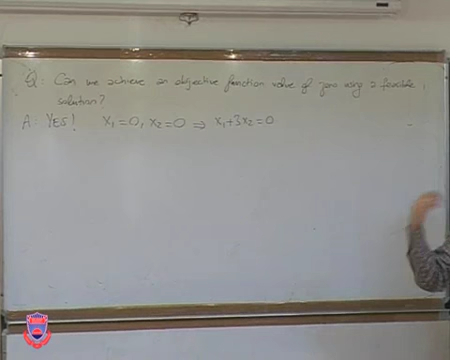 Q: Can we achieve an objective function value of zero using a feasible
solution?
A: YES! x₁=0, x₂=0 ⇒ x₁+3x₂=0